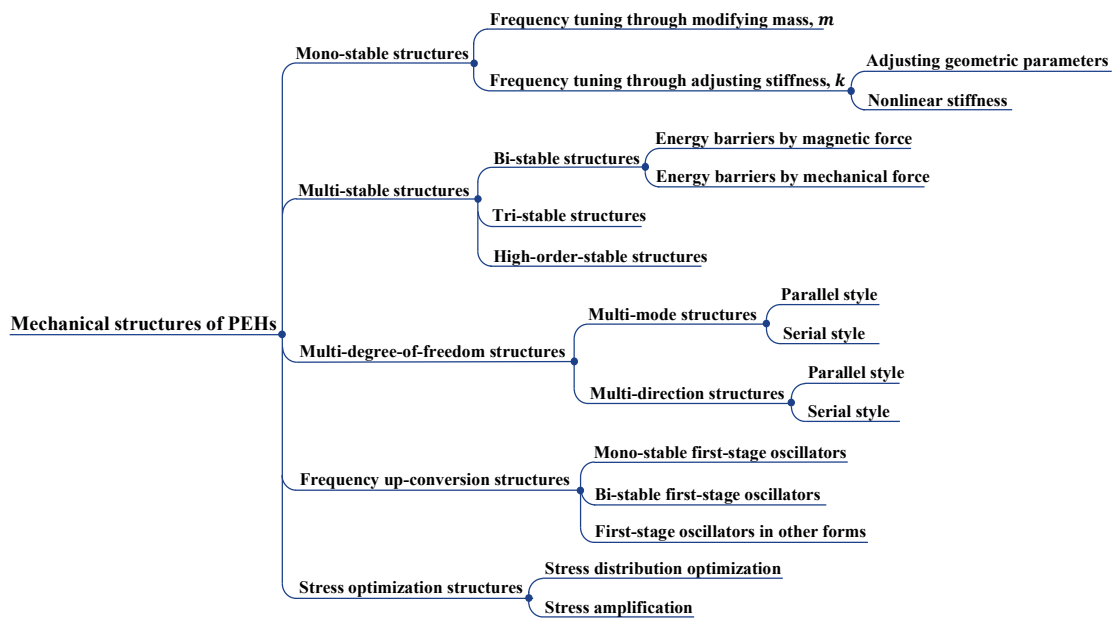 Frequency tuning through modifying mass, m
Mono-stable structures
Frequency tuning through adjusting stiffness, k
Adjusting geometric parameters
Nonlinear stiffness
Multi-stable structures
Bi-stable structures
Energy barriers by magnetic force
Energy barriers by mechanical force
Tri-stable structures
High-order-stable structures
Mechanical structures of PEHs
Multi-degree-of-freedom structures
Multi-mode structures
Parallel style
Serial style
Multi-direction structures
Parallel style
Serial style
Frequency up-conversion structures
Mono-stable first-stage oscillators
Bi-stable first-stage oscillators
First-stage oscillators in other forms
Stress optimization structures
Stress distribution optimization
Stress amplification